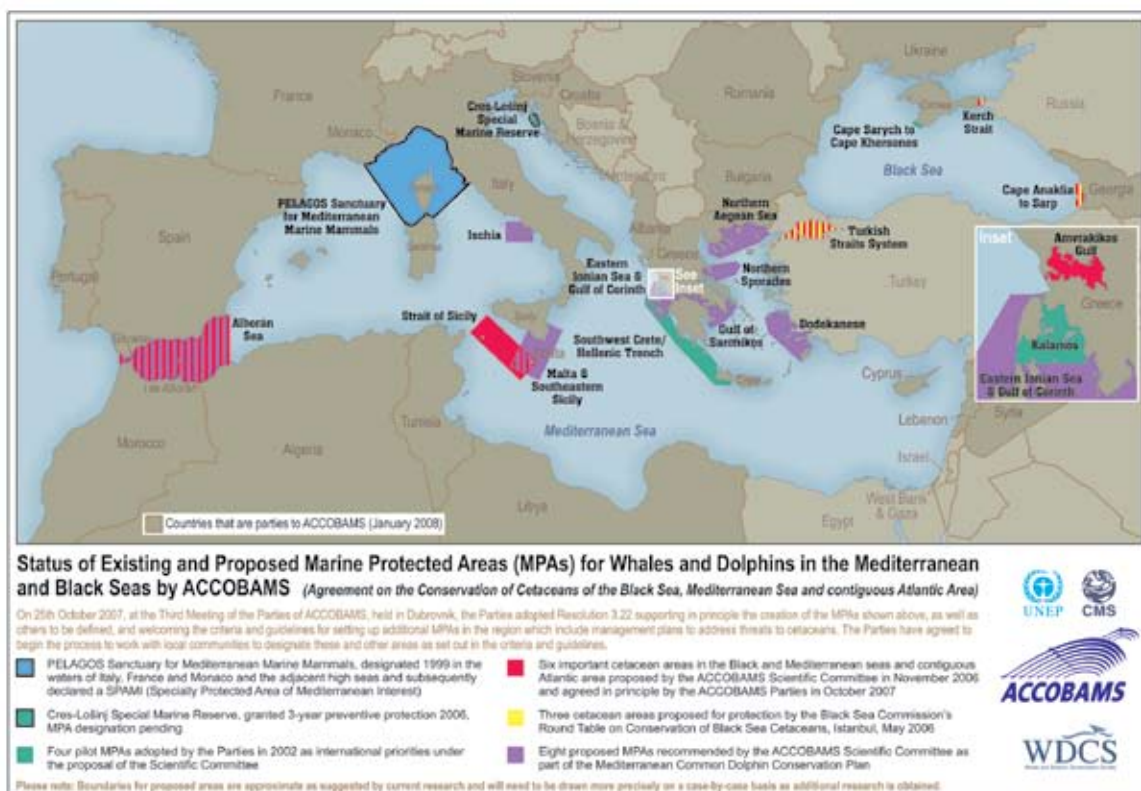 France
Slovenia
Croatia
Romania
Ukraine
Russia
Monaco
Cres-Lošinj
Special
Marine Reserve
Bosnia &
Herzegovina
Kerch
Strait
Cape Sarych to
Cape Khersones
Black Sea
Italy
Montenegro
Bulgaria
PELAGOS Sanctuary
for Mediterranean
Marine Mammals
Cape Anaklia
to Sarp
Georgia
Spain
Portugal
Ischia
Albania
Northern
Aegean Sea
Turkish
Straits System
Inset
Amvrakikos
Gulf
Greece
Kalamos
Eastern Ionian Sea
& Gulf of Corinth
Eastern
Ionian Sea &
Gulf of Corinth
See
Inset
Greece
Northern
Sporades
Turkey
Alboran
Sea
Strait of Sicily
Southwest Crete/
Hellenic Trench
Gulf of
Saronikos
Dodekanese
Malta &
Southeastern
Sicily
Crete
Cyprus
Syria
Lebanon
Mediterranean Sea
Israel
Morocco
Algeria
Tunisia
Libya
Egypt
West Bank
& Gaza
Countries that are parties to ACCOBAMS (January 2008)
Status of Existing and Proposed Marine Protected Areas (MPAs) for Whales and Dolphins in the Mediterranean
and Black Seas by ACCOBAMS (Agreement on the Conservation of Cetaceans of the Black Sea, Mediterranean Sea and contiguous Atlantic Area)
On 25th October 2007, at the Third Meeting of the Parties of ACCOBAMS, held in Dubrovnik, the Parties adopted Resolution 3.22 supporting in principle the creation of the MPAs shown above, as well as
others to be defined, and welcoming the criteria and guidelines for setting up additional MPAs in the region which include management plans to address threats to cetaceans. The Parties have agreed to
begin the process to work with local communities to designate these and other areas as set out in the criteria and guidelines.
PELAGOS Sanctuary for Mediterranean Marine Mammals, designated 1999 in the
waters of Italy, France and Monaco and the adjacent high seas and subsequently
declared a SPAMI (Specially Protected Area of Mediterranean Interest)
Cres-Lošinj Special Marine Reserve, granted 3-year preventive protection 2006,
MPA designation pending
Four pilot MPAs adopted by the Parties in 2002 as international priorities under
the proposal of the Scientific Committee
Six important cetacean areas in the Black and Mediterranean seas and contiguous
Atlantic area proposed by the ACCOBAMS Scientific Committee in November 2006
and agreed in principle by the ACCOBAMS Parties in October 2007
Three cetacean areas proposed for protection by the Black Sea Commission's
Round Table on Conservation of Black Sea Cetaceans, Istanbul, May 2006
Eight proposed MPAs recommended by the ACCOBAMS Scientific Committee as
part of the Mediterranean Common Dolphin Conservation Plan
Please note: Boundaries for proposed areas are approximate as suggested by current research and will need to be drawn more precisely on a case-by-case basis as additional research is obtained.
UNEP
CMS
ACCOBAMS
WDCS